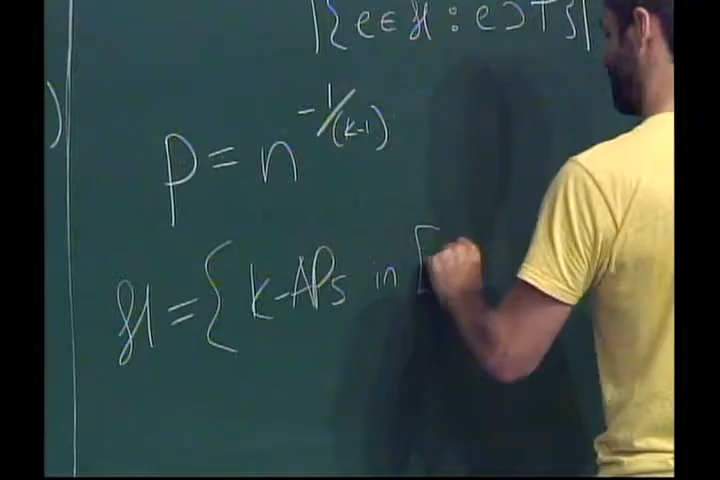 |{e ∈ H : e ⊃ T}|
)
p = n^{-1/(k-1)}
H = { k-APs in [